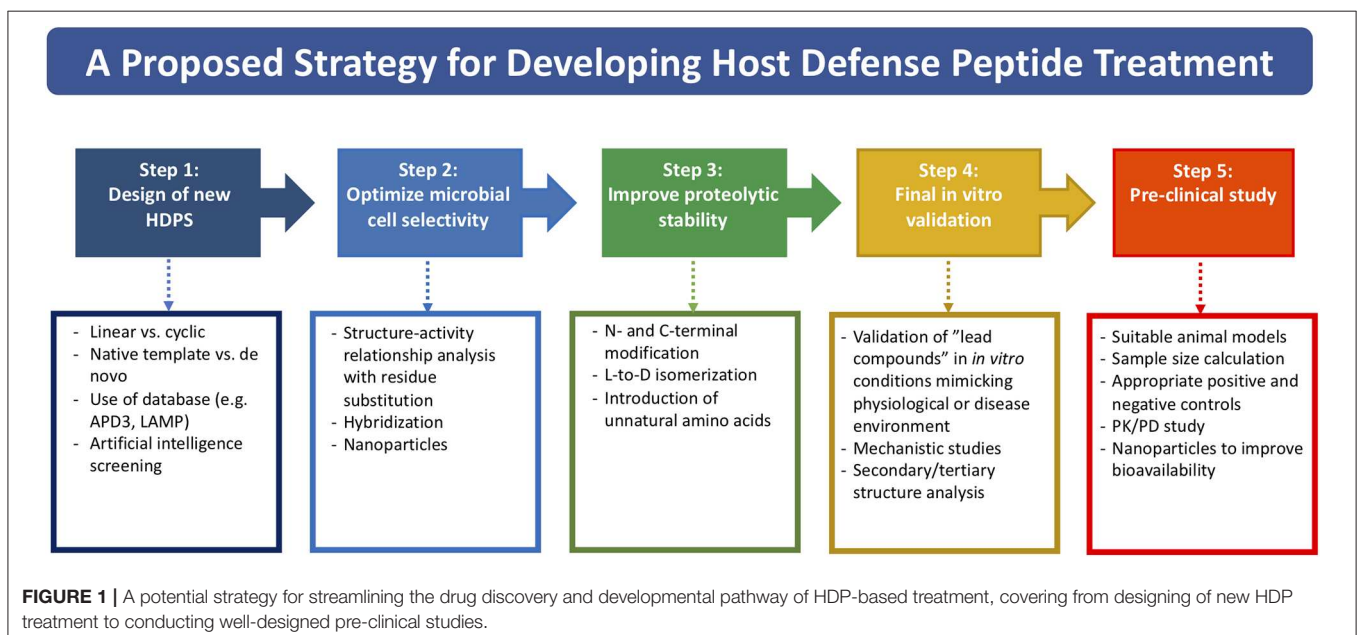 A Proposed Strategy for Developing Host Defense Peptide Treatment
Step 1:
Design of new
HDPS
Step 2:
Optimize microbial
cell selectivity
Step 3:
Improve proteolytic
stability
Step 4:
Final in vitro
validation
Step 5:
Pre-clinical study
- Linear vs. cyclic
- Native template vs. de
novo
- Use of database (e.g.
APD3, LAMP)
- Artificial intelligence
screening
- Structure-activity
relationship analysis
with residue
substitution
- Hybridization
- Nanoparticles
- N- and C-terminal
modification
- L-to-D isomerization
- Introduction of
unnatural amino acids
- Validation of ”lead
compounds” in in vitro
conditions mimicking
physiological or disease
environment
- Mechanistic studies
- Secondary/tertiary
structure analysis
- Suitable animal models
- Sample size calculation
- Appropriate positive and
negative controls
- PK/PD study
- Nanoparticles to improve
bioavailability
FIGURE 1 | A potential strategy for streamlining the drug discovery and developmental pathway of HDP-based treatment, covering from designing of new HDP
treatment to conducting well-designed pre-clinical studies.